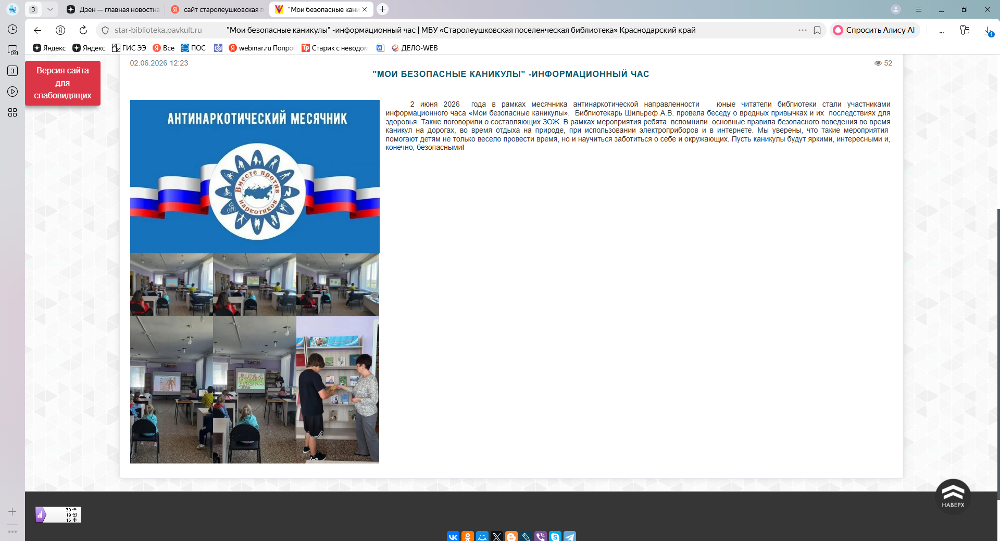 3
Дзен — главная новостна
сайт старолеушковская п
"Мои безопасные кани
star-biblioteka.pavkult.ru
"Мои безопасные каникулы" -информационный час | МБУ «Старолеушковская поселенческая библиотека» Краснодарский край
Спросить Алису AI
1
Яндекс
Яндекс
ГИС ЭЭ
Все
ПОС
webinar.ru Попро
Старик с неводом
ДЕЛО-WEB
3
Версия сайта
для
слабовидящих
02.06.2026 12:23
52
"МОИ БЕЗОПАСНЫЕ КАНИКУЛЫ" -ИНФОРМАЦИОННЫЙ ЧАС
АНТИНАРКОТИЧЕСКИЙ МЕСЯЧНИК
Вместе против
наркотиков
2 июня 2026 года в рамках месячника антинаркотической направленности юные читатели библиотеки стали участниками
информационного часа «Мои безопасные каникулы». Библиотекарь Шильреф А.В. провела беседу о вредных привычках и их последствиях для
здоровья. Также поговорили о составляющих ЗОЖ. В рамках мероприятия ребята вспомнили основные правила безопасного поведения во время
каникул на дорогах, во время отдыха на природе, при использовании электроприборов и в интернете. Мы уверены, что такие мероприятия
помогают детям не только весело провести время, но и научиться заботиться о себе и окружающих. Пусть каникулы будут яркими, интересными и,
конечно, безопасными!
НАВЕРХ
30
19
16